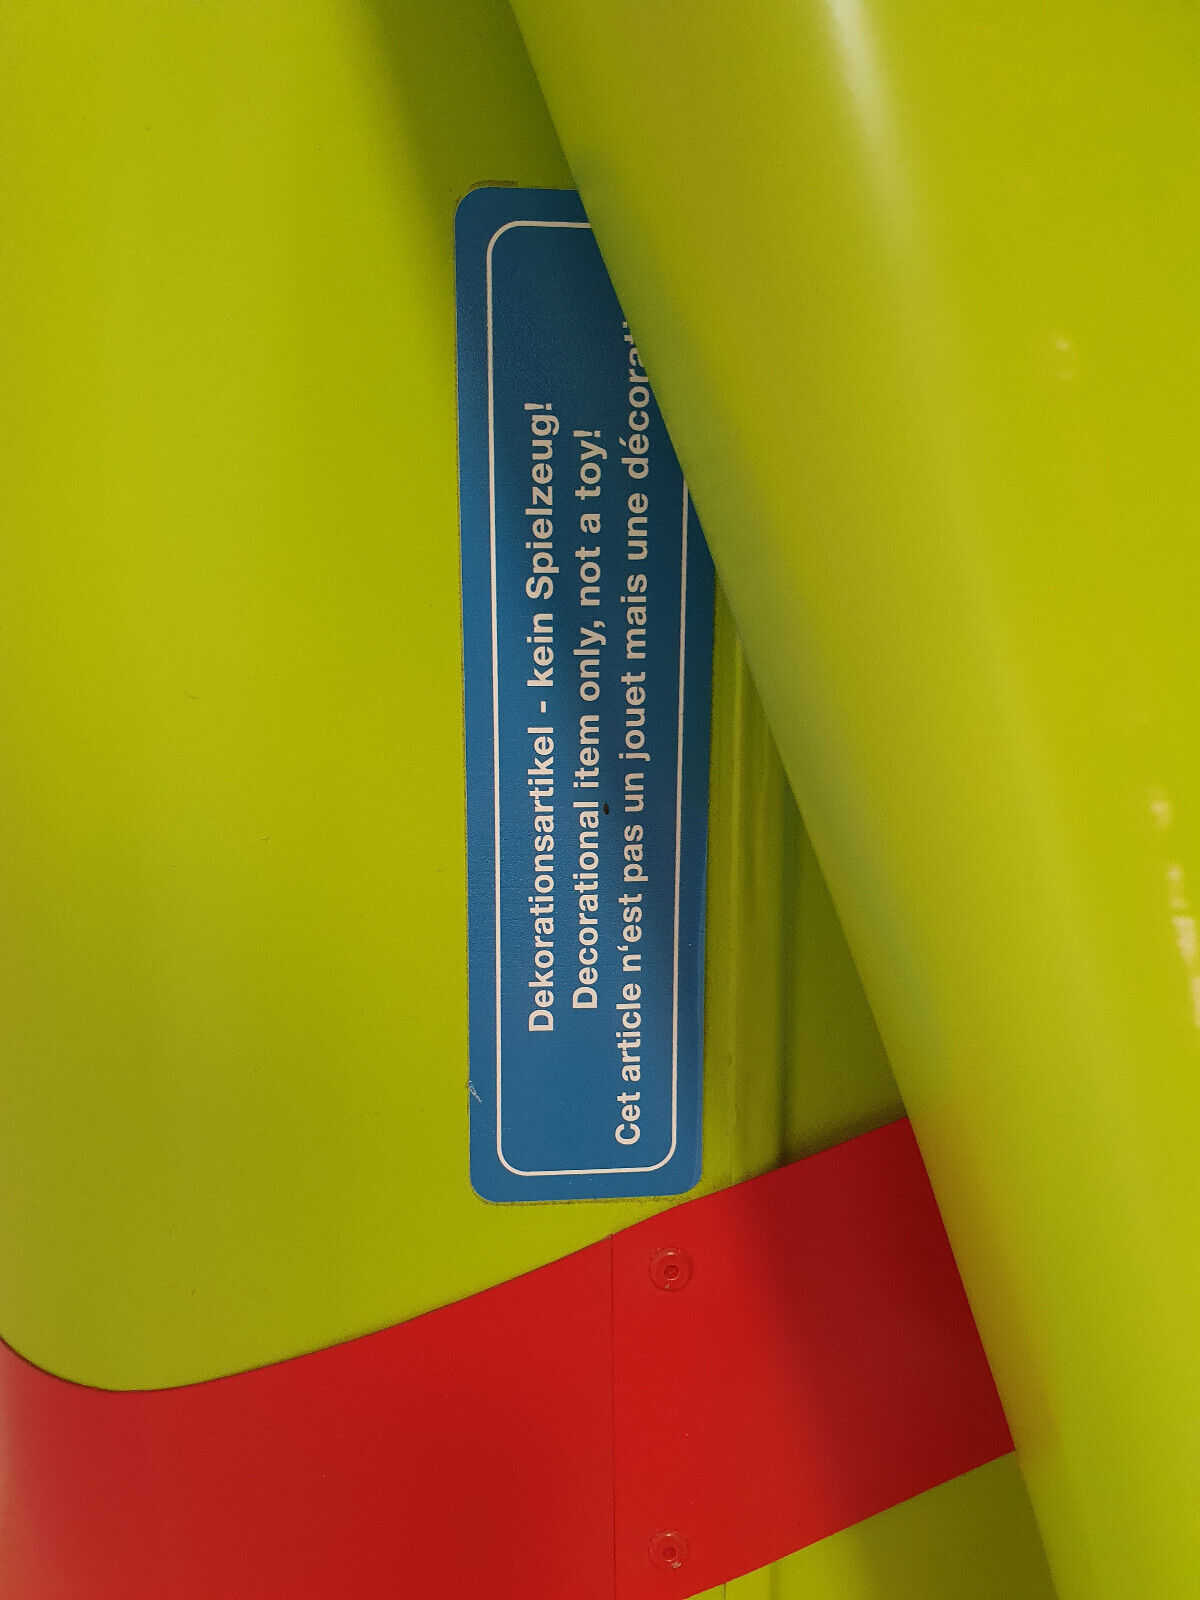 Dekorationsartikel - kein Spielzeug!
Decorational item only, not a toy!
Cet article n‘est pas un jouet mais une